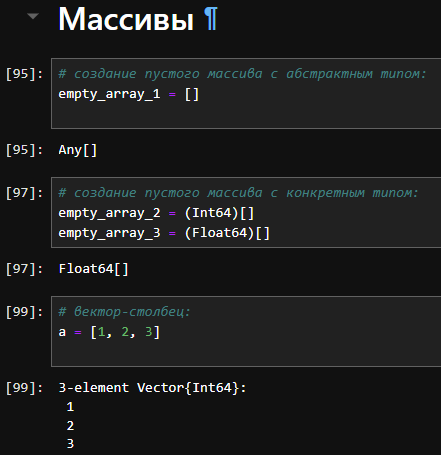 Массивы ¶
[95]: # создание пустого массива с абстрактным типом:
empty_array_1 = []
[95]: Any[]
[97]: # создание пустого массива с конкретным типом:
empty_array_2 = (Int64)[]
empty_array_3 = (Float64)[]
[97]: Float64[]
[99]: # вектор-столбец:
a = [1, 2, 3]
[99]: 3-element Vector{Int64}:
1
2
3